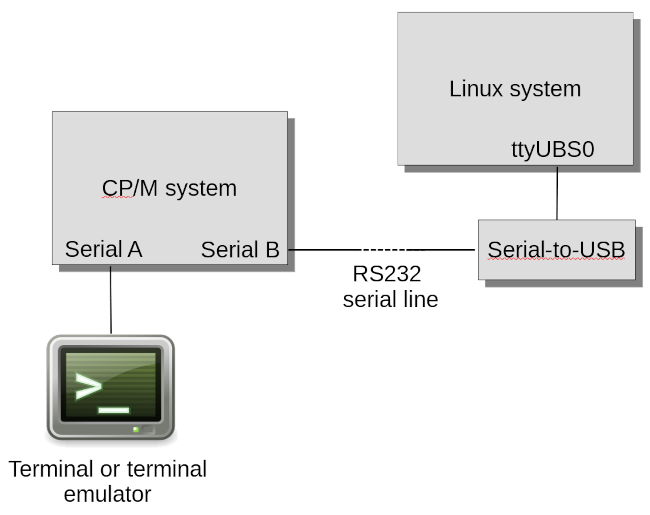 Linux system
ttyUBS0
CP/M system
Serial A
Serial B
Serial-to-USB
RS232
serial line
>_
Terminal or terminal
emulator